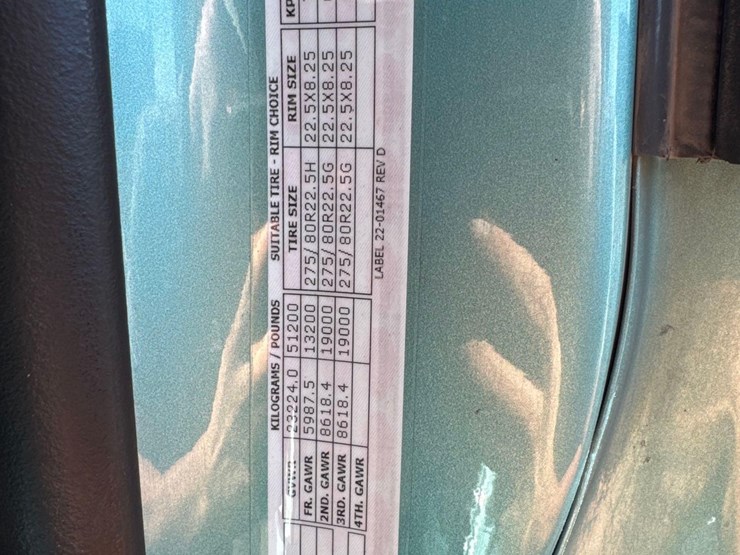 KILOGRAMS / POUNDS SUITABLE TIRE - RIM CHOICE
TIRE SIZE RIM SIZE KP
GVWR 23224.0 51200
FR. GAWR 5987.5 13200 275/80R22.5H 22.5X8.25
2ND. GAWR 8618.4 19000 275/80R22.5G 22.5X8.25
3RD. GAWR 8618.4 19000 275/80R22.5G 22.5X8.25
4TH. GAWR
LABEL 22-01467 REV D